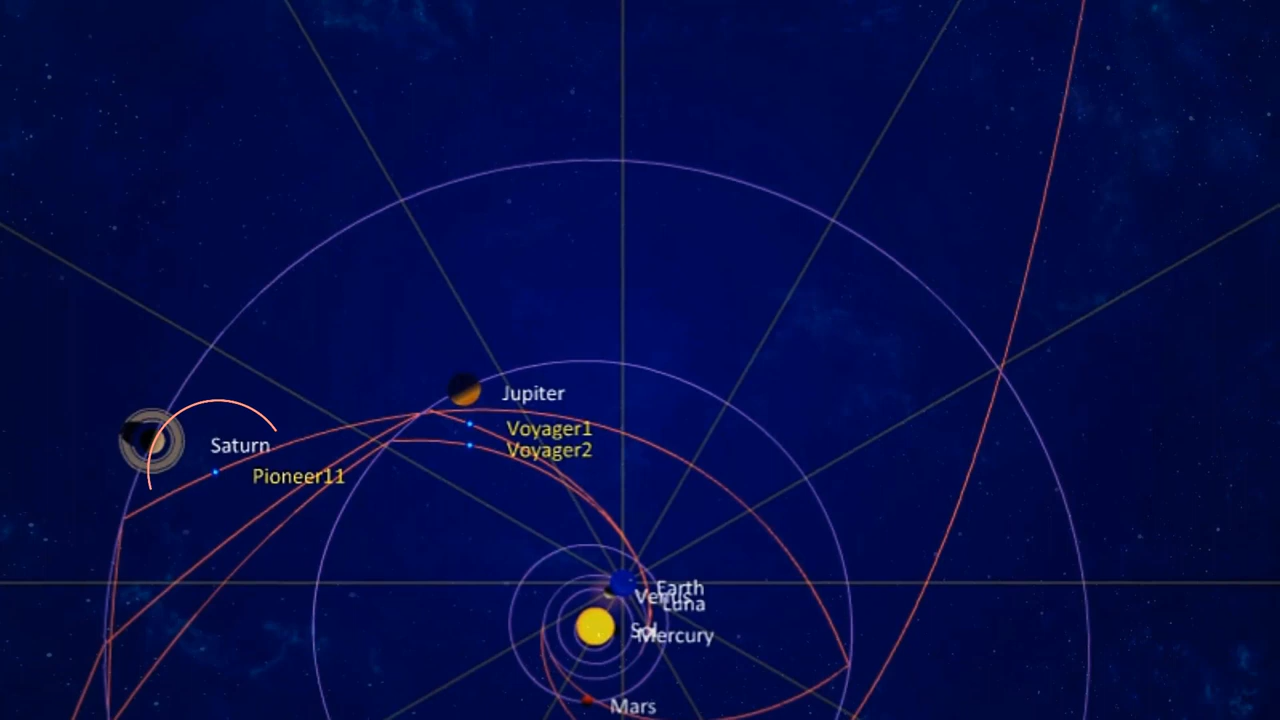 Jupiter
Voyager1
Saturn
Voyager2
Pioneer11
Earth
Venus
Luna
Sol
Mercury
Mars